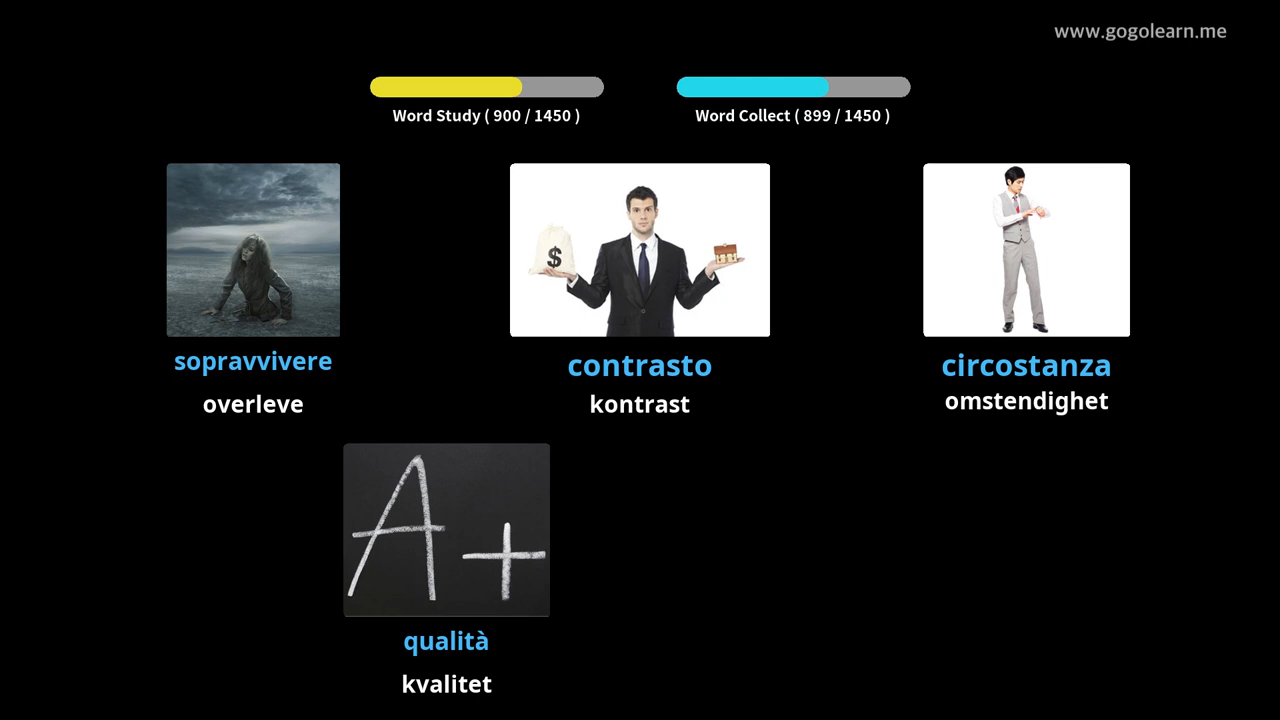 www.gogolearn.me
Word Study ( 900 / 1450 )
Word Collect ( 899 / 1450 )
$
sopravvivere
overleve
contrasto
kontrast
circostanza
omstendighet
A+
qualità
kvalitet